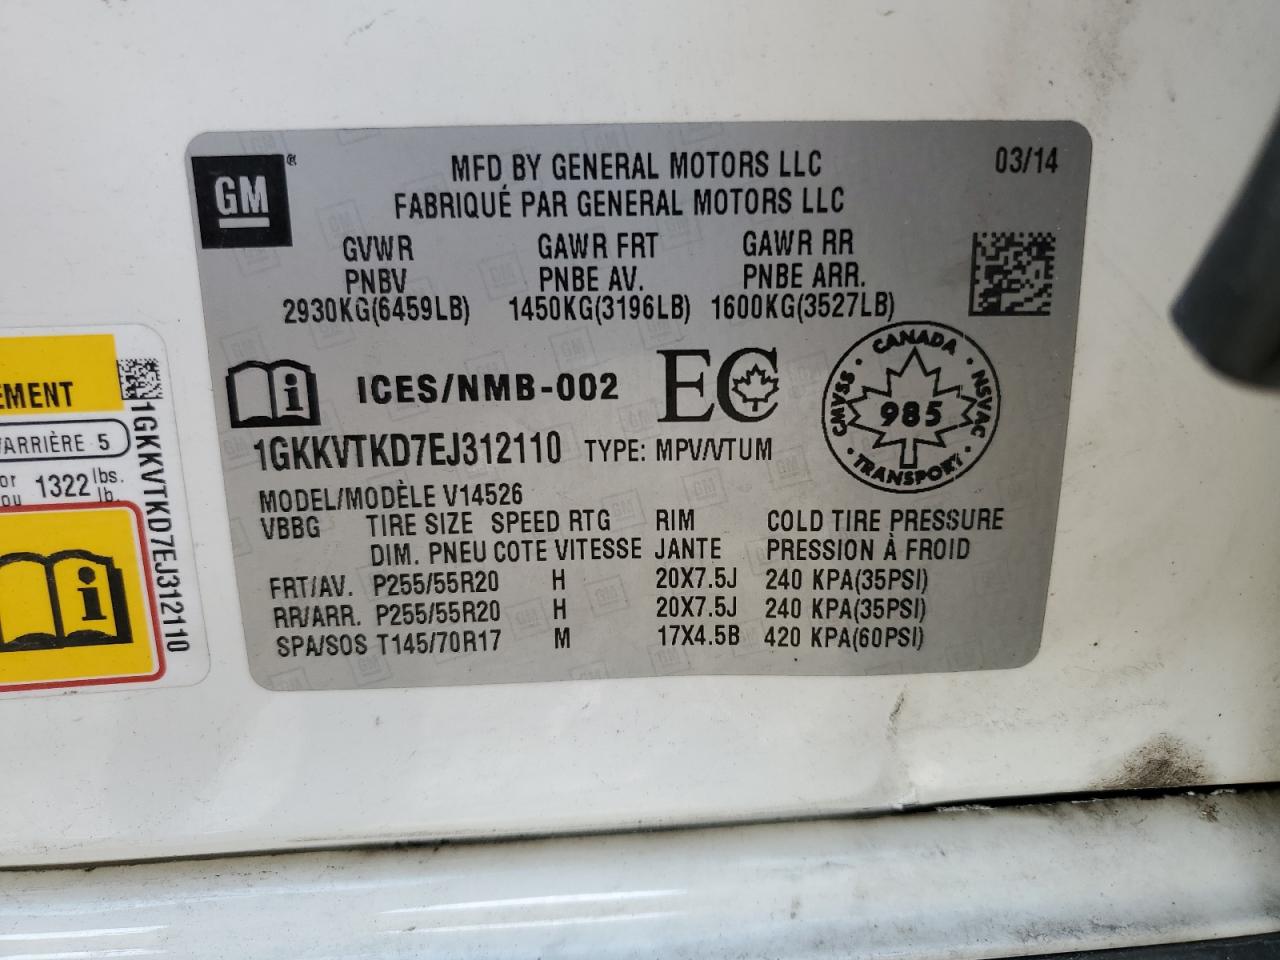 GM®
MFD BY GENERAL MOTORS LLC
03/14
FABRIQUÉ PAR GENERAL MOTORS LLC
GVWR GAWR FRT GAWR RR
PNBV PNBE AV. PNBE ARR.
2930KG(6459LB) 1450KG(3196LB) 1600KG(3527LB)
i ICES/NMB-002 EC
CANADA
CMVSS 985 NSVAC
TRANSPORT
1GKKVTKD7EJ312110 TYPE: MPV/VTUM
MODEL/MODÈLE V14526
VBBG TIRE SIZE SPEED RTG RIM COLD TIRE PRESSURE
DIM. PNEU COTE VITESSE JANTE PRESSION À FROID
FRT/AV. P255/55R20 H 20X7.5J 240 KPA(35PSI)
RR/ARR. P255/55R20 H 20X7.5J 240 KPA(35PSI)
SPA/SOS T145/70R17 M 17X4.5B 420 KPA(60PSI)
EMENT
ARRIÈRE 5
or 1322 lbs.
ou lb.
i
1GKKVTKD7EJ312110